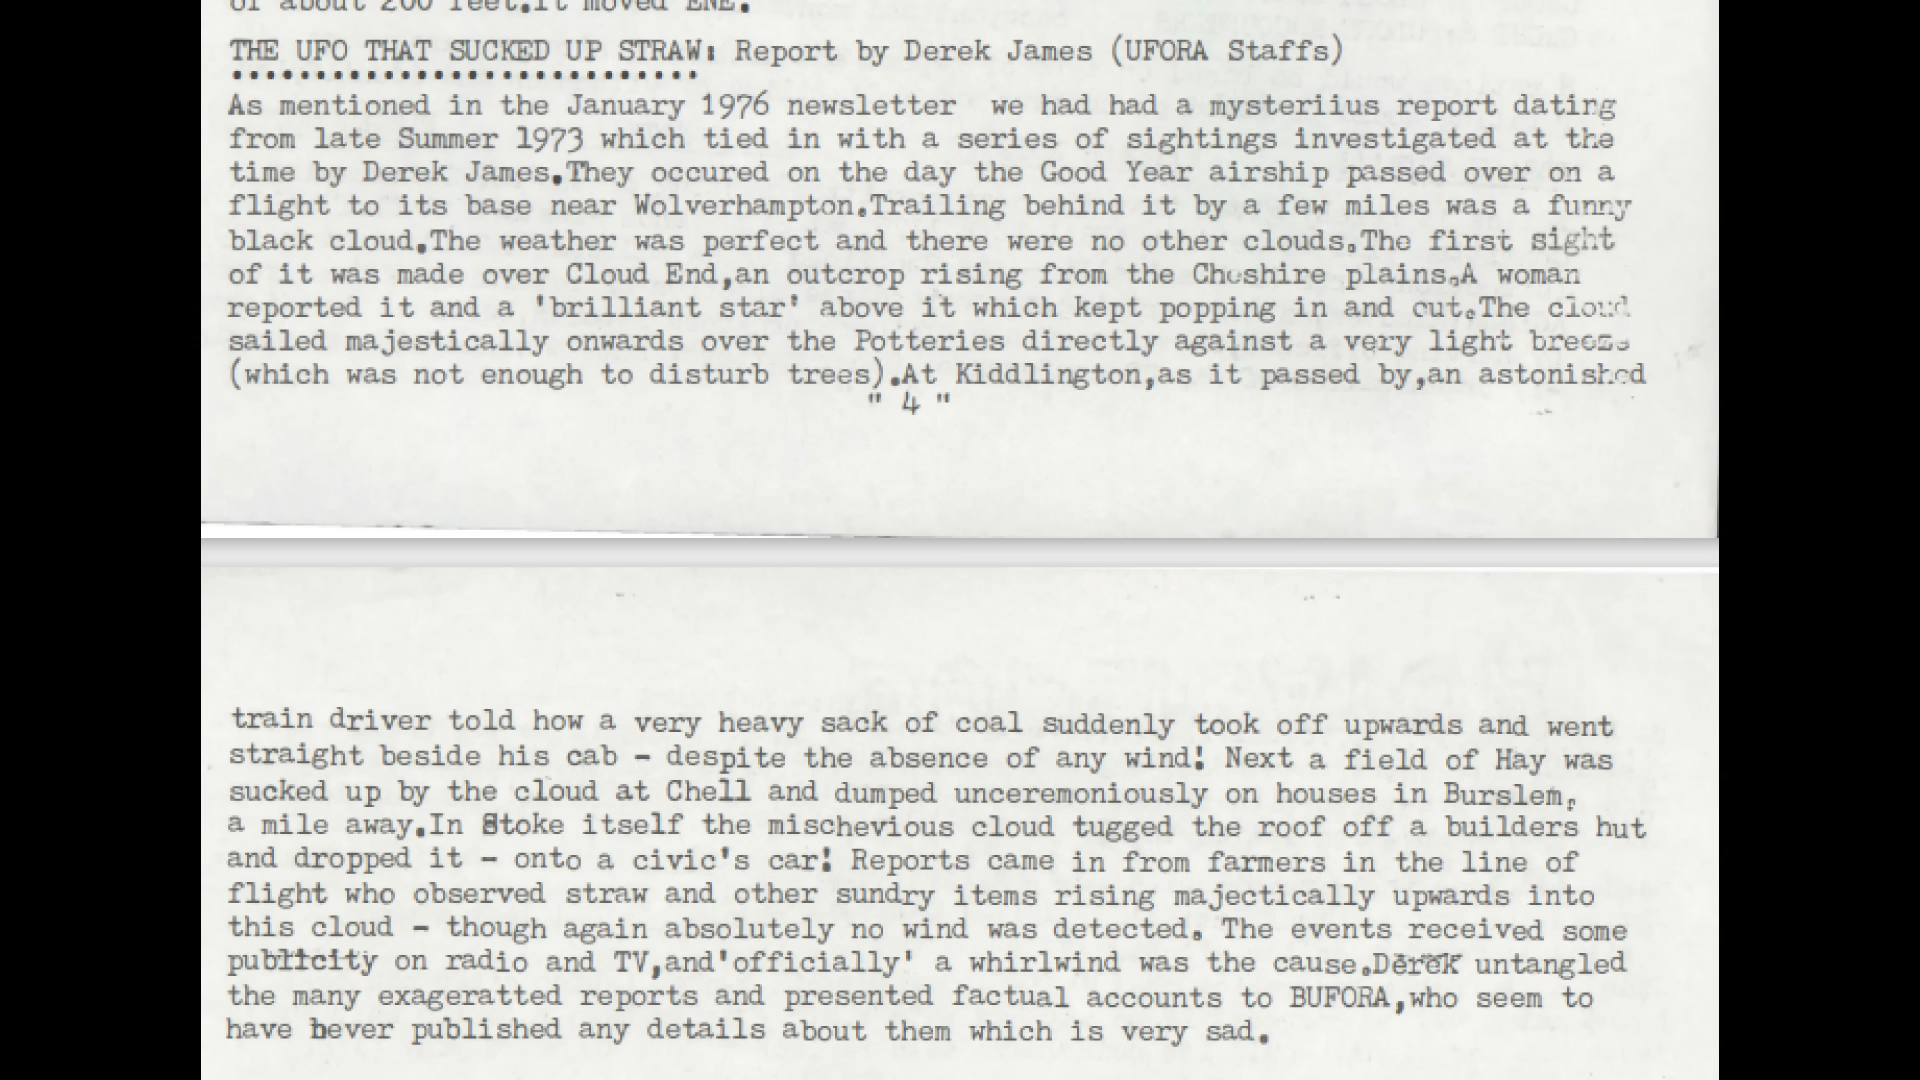 of about 200 feet.It moved ENE.
THE UFO THAT SUCKED UP STRAW: Report by Derek James (UFORA Staffs)
As mentioned in the January 1976 newsletter we had had a mysteriius report dating
from late Summer 1973 which tied in with a series of sightings investigated at the
time by Derek James.They occured on the day the Good Year airship passed over on a
flight to its base near Wolverhampton.Trailing behind it by a few miles was a funny
black cloud.The weather was perfect and there were no other clouds.The first sight
of it was made over Cloud End,an outcrop rising from the Cheshire plains.A woman
reported it and a 'brilliant star' above it which kept popping in and out.The cloud
sailed majestically onwards over the Potteries directly against a very light breeze
(which was not enough to disturb trees).At Kiddlington,as it passed by,an astonished
" 4 "
train driver told how a very heavy sack of coal suddenly took off upwards and went
straight beside his cab - despite the absence of any wind! Next a field of Hay was
sucked up by the cloud at Chell and dumped unceremoniously on houses in Burslem,
a mile away.In Stoke itself the mischevious cloud tugged the roof off a builders hut
and dropped it - onto a civic's car! Reports came in from farmers in the line of
flight who observed straw and other sundry items rising majectically upwards into
this cloud - though again absolutely no wind was detected. The events received some
publicity on radio and TV,and'officially' a whirlwind was the cause.Derek untangled
the many exageratted reports and presented factual accounts to BUFORA,who seem to
have never published any details about them which is very sad.